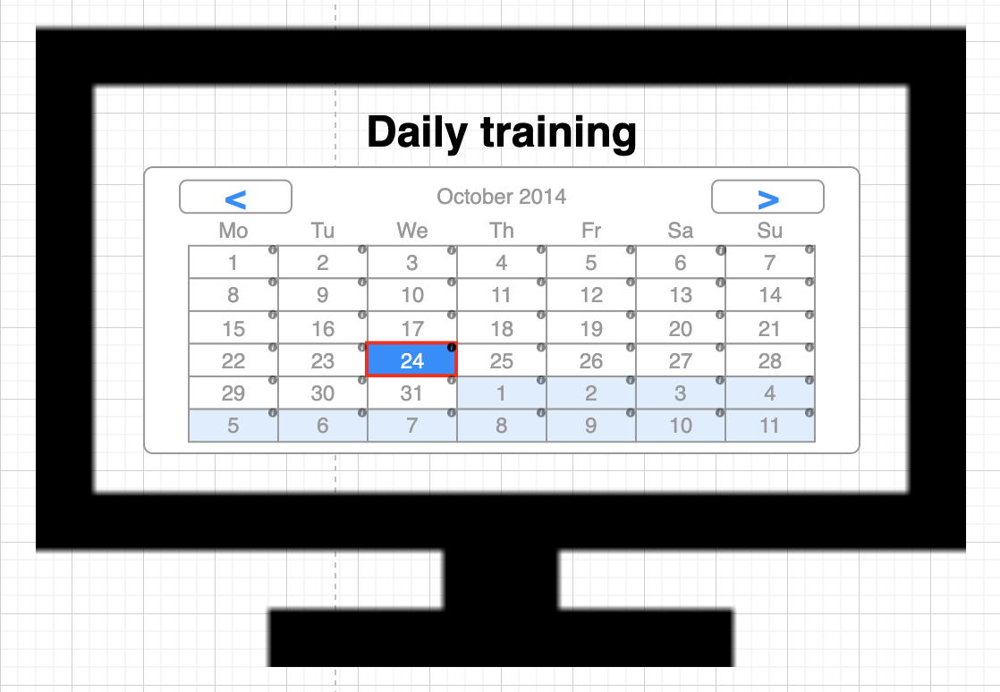 Daily training
< October 2014 >
Mo Tu We Th Fr Sa Su
1 2 3 4 5 6 7
8 9 10 11 12 13 14
15 16 17 18 19 20 21
22 23 24 25 26 27 28
29 30 31 1 2 3 4
5 6 7 8 9 10 11